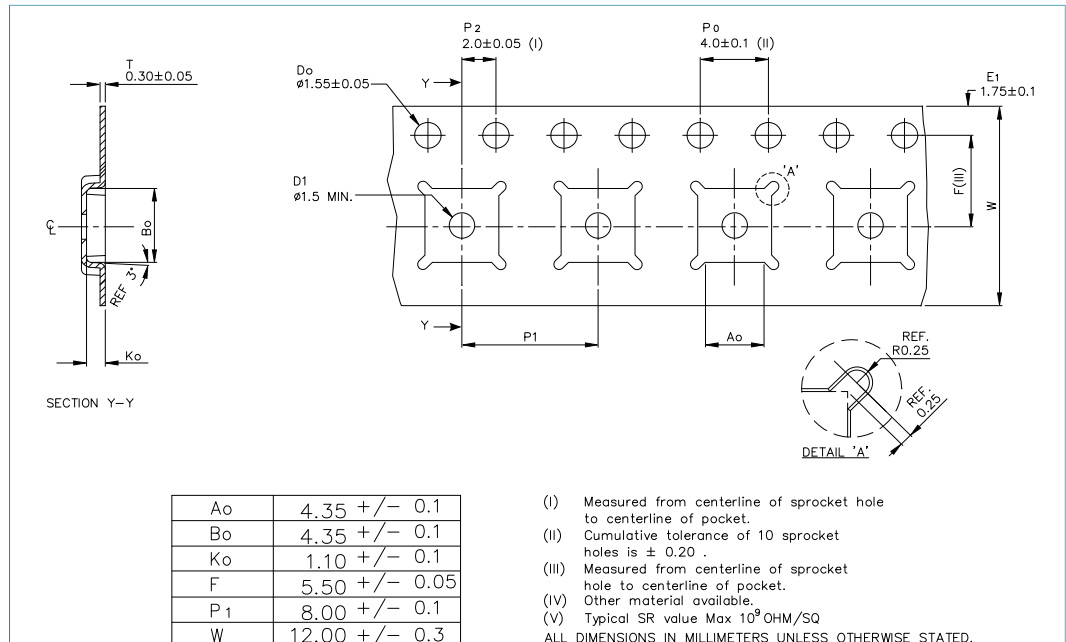 P2
2.0±0.05 (I)
Po
4.0±0.1 (II)
T
0.30±0.05
Do
ø1.55±0.05
Y
E1
1.75±0.1
'A'
D1
ø1.5 MIN.
F(III)
W
℄
Bo
REF 3°
Ko
Y
P1
Ao
SECTION Y-Y
REF.
R0.25
REF.
0.25
DETAIL 'A'
Ao 4.35 +/- 0.1
Bo 4.35 +/- 0.1
Ko 1.10 +/- 0.1
F 5.50 +/- 0.05
P1 8.00 +/- 0.1
W 12.00 +/- 0.3
(I) Measured from centerline of sprocket hole
to centerline of pocket.
(II) Cumulative tolerance of 10 sprocket
holes is ± 0.20 .
(III) Measured from centerline of sprocket
hole to centerline of pocket.
(IV) Other material available.
(V) Typical SR value Max 10⁹ OHM/SQ
ALL DIMENSIONS IN MILLIMETERS UNLESS OTHERWISE STATED.